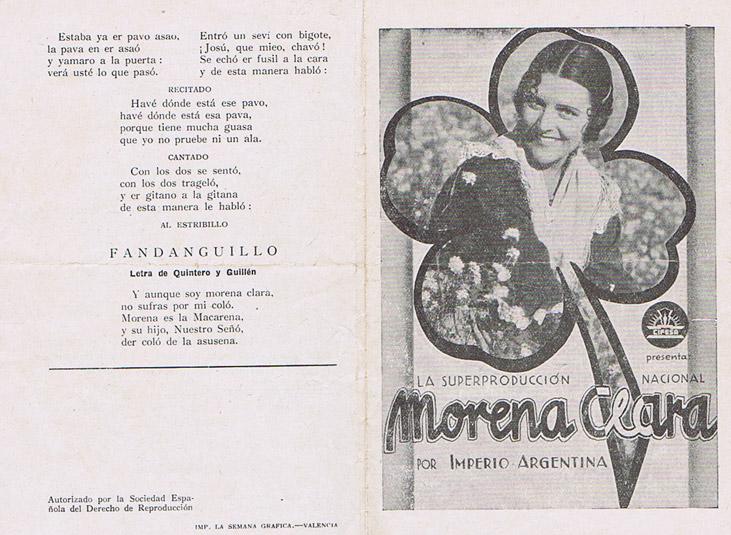 Estaba ya er pavo asao,
la pava en er asaó
y yamaro a la puerta :
verá usté lo que pasó.
Entró un seví con bigote,
¡Josú, que mieo, chavó!
Se echó er fusil a la cara
y de esta manera habló :
RECITADO
Havé dónde está ese pavo,
havé dónde está esa pava,
porque tiene mucha guasa
que yo no pruebe ni un ala.
CANTADO
Con los dos se sentó,
con los dos trageló,
y er gitano a la gitana
de esta manera le habló :
AL ESTRIBILLO
FANDANGUILLO
Letra de Quintero y Guillén
Y aunque soy morena clara,
no sufras por mi coló.
Morena es la Macarena,
y su hijo, Nuestro Señó,
der coló de la asusena.
Autorizado por la Sociedad Espa-
ñola del Derecho de Reproducción
IMP. LA SEMANA GRAFICA.—VALENCIA
CIFESA
presenta
LA SUPERPRODUCCIÓN NACIONAL
Morena Clara
POR IMPERIO ARGENTINA